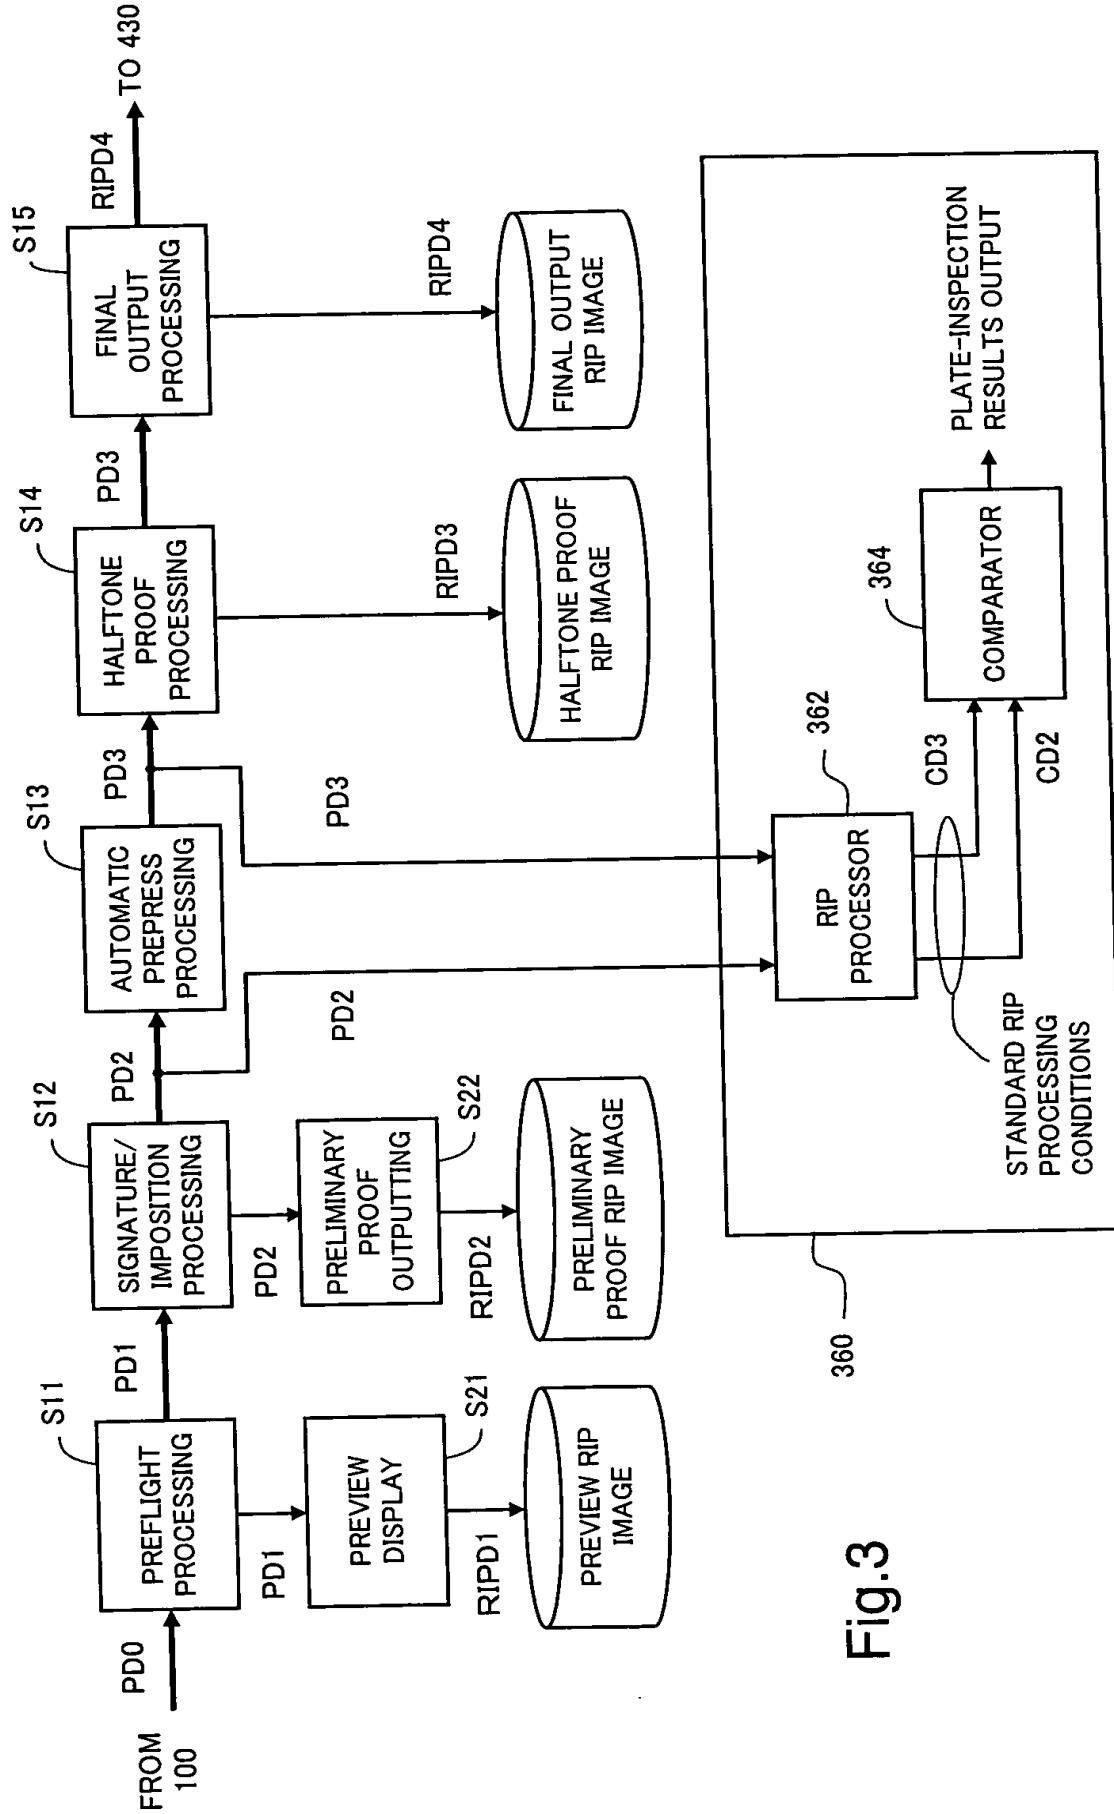 FROM
100
PD0
S11
PREFLIGHT
PROCESSING
PD1
S12
SIGNATURE/
IMPOSITION
PROCESSING
PD2
S13
AUTOMATIC
PREPRESS
PROCESSING
PD3
S14
HALFTONE
PROOF
PROCESSING
PD3
S15
FINAL
OUTPUT
PROCESSING
RIPD4
TO 430
PD1
S21
PREVIEW
DISPLAY
RIPD1
PREVIEW RIP
IMAGE
PD2
S22
PRELIMINARY
PROOF
OUTPUTTING
RIPD2
PRELIMINARY
PROOF RIP IMAGE
PD2
PD3
RIPD3
HALFTONE PROOF
RIP IMAGE
RIPD4
FINAL OUTPUT
RIP IMAGE
360
362
RIP
PROCESSOR
STANDARD RIP
PROCESSING
CONDITIONS
CD3
CD2
364
COMPARATOR
PLATE-INSPECTION
RESULTS OUTPUT
Fig.3